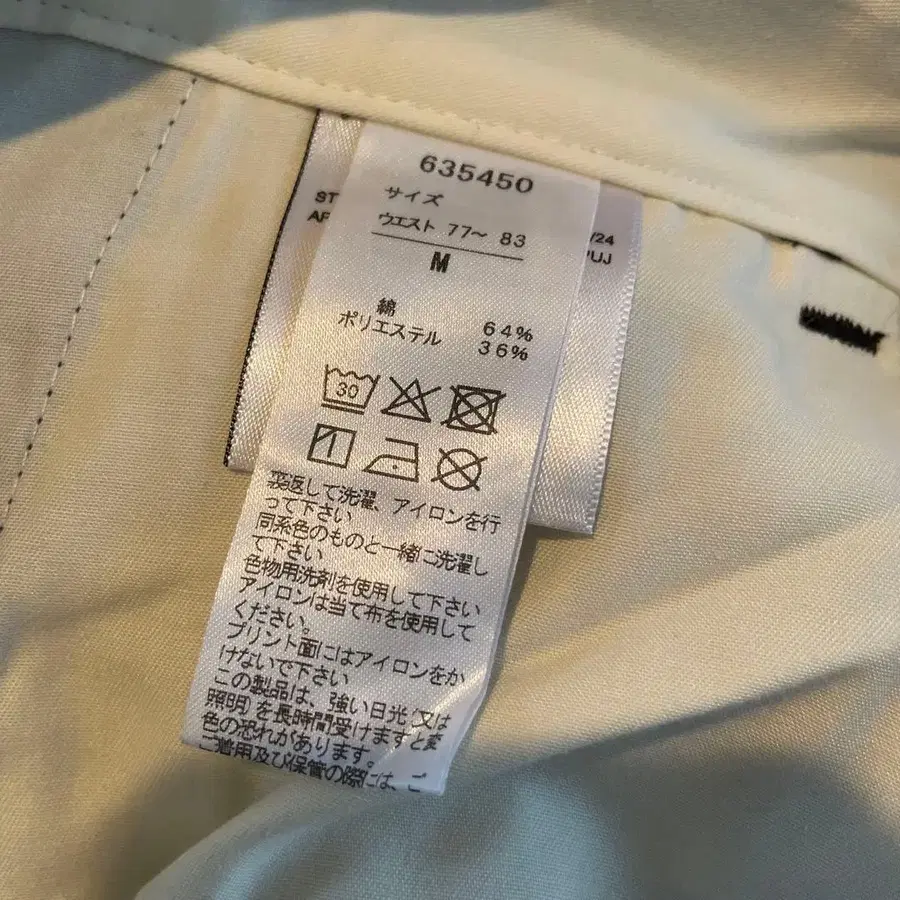 635450
サイズ
ウエスト 77〜 83
M
綿 64%
ポリエステル 36%
30
裏返して洗濯、アイロンを行
って下さい
同系色のものと一緒に洗濯し
て下さい
色物用洗剤を使用して下さい
アイロンは当て布を使用して
ください。
プリント面にはアイロンをか
けないで下さい
この製品は、強い日光(又は
照明)を長時間受けますと変
色の恐れがあります。
ご着用及び保管の際には、ご
ST
AP
/24
PUJ